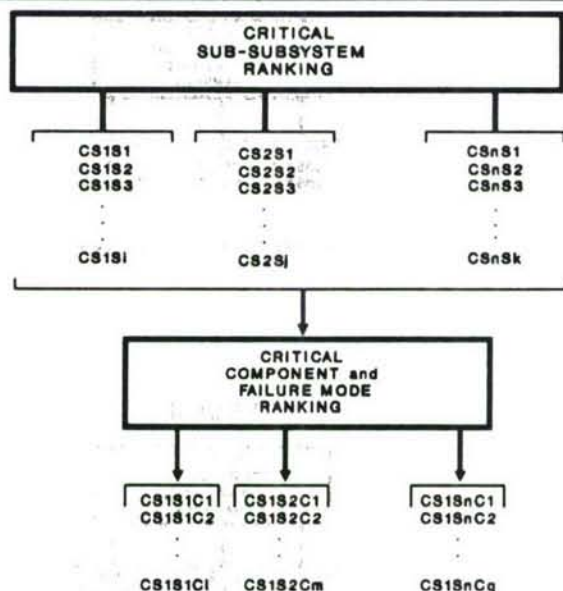 CRITICAL
SUB-SUBSYSTEM
RANKING
CS1S1 CS2S1 CSnS1
CS1S2 CS2S2 CSnS2
CS1S3 CS2S3 CSnS3
CS1Si CS2Sj CSnSk
CRITICAL
COMPONENT and
FAILURE MODE
RANKING
CS1S1C1 CS1S2C1 CS1SnC1
CS1S1C2 CS1S2C2 CS1SnC2
CS1S1Cl CS1S2Cm CS1SnCq